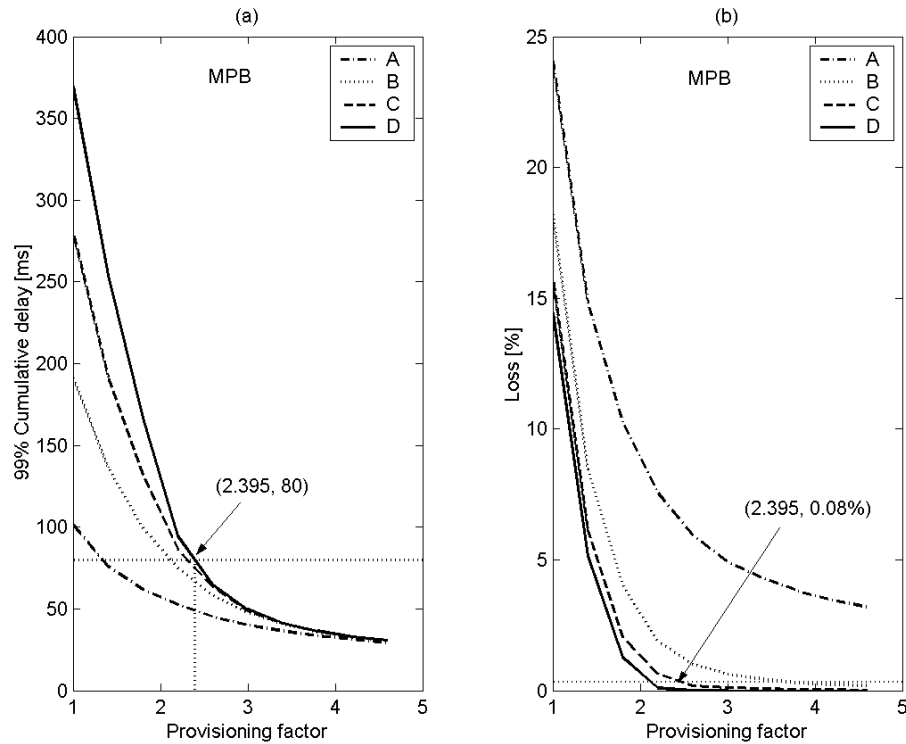 (a)
400
350
300
250
200
150
100
50
0
99% Cumulative delay [ms]
MPB
A
B
C
D
(2.395, 80)
1
2
3
4
5
Provisioning factor
(b)
25
20
15
10
5
0
Loss [%]
MPB
A
B
C
D
(2.395, 0.08%)
1
2
3
4
5
Provisioning factor